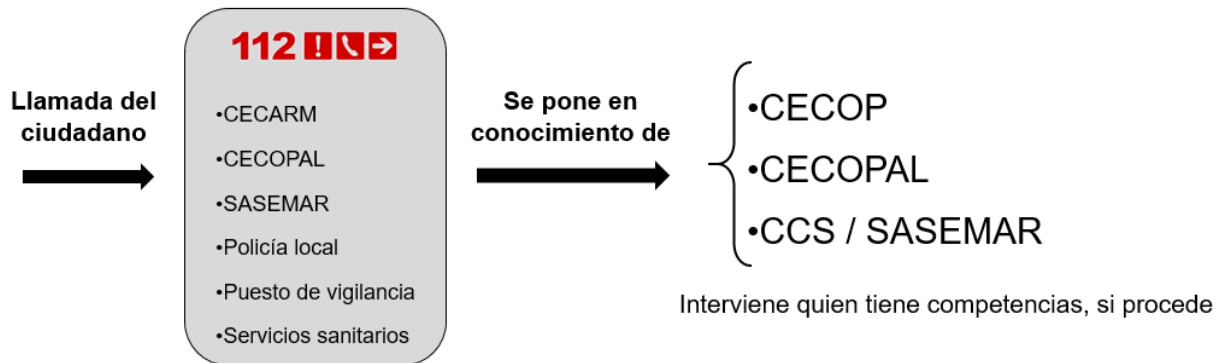 112
Llamada del
ciudadano
•CECARM
•CECOPAL
•SASEMAR
•Policía local
•Puesto de vigilancia
•Servicios sanitarios
Se pone en
conocimiento de
•CECOP
•CECOPAL
•CCS / SASEMAR
Interviene quien tiene competencias, si procede